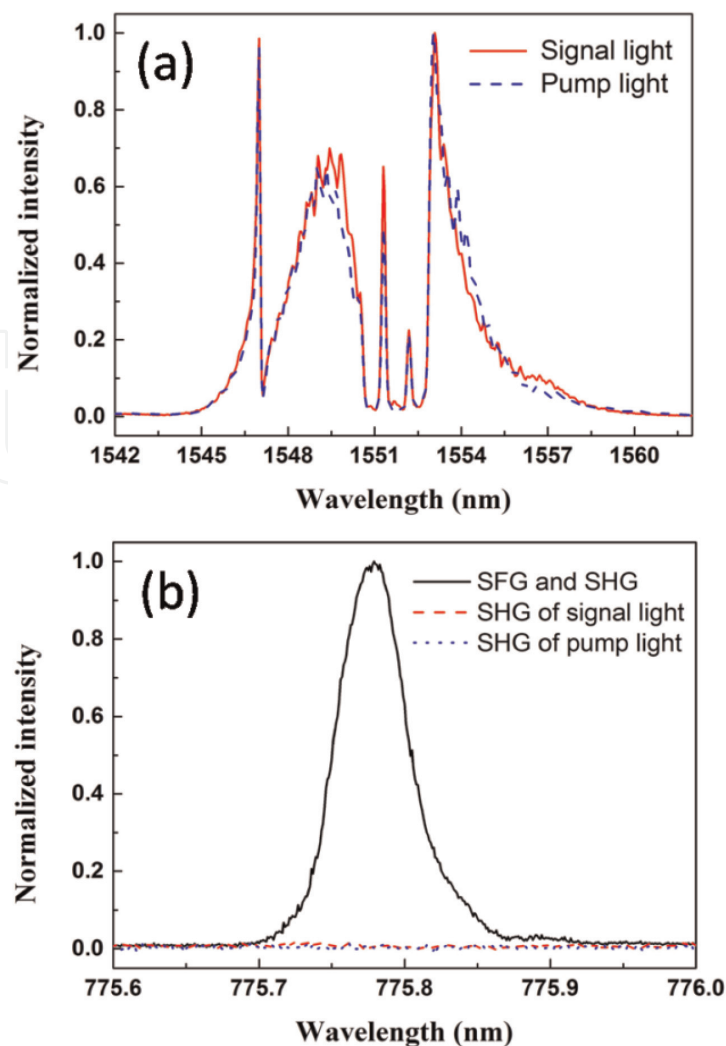 (a)
Signal light
Pump light
Normalized intensity
1.0
0.8
0.6
0.4
0.2
0.0
1542 1545 1548 1551 1554 1557 1560
Wavelength (nm)
(b)
SFG and SHG
SHG of signal light
SHG of pump light
Normalized intensity
1.0
0.8
0.6
0.4
0.2
0.0
775.6 775.7 775.8 775.9 776.0
Wavelength (nm)